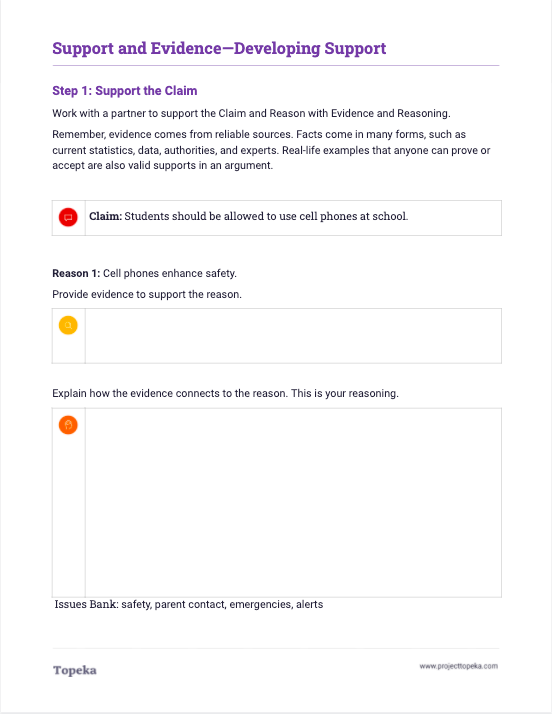 Support and Evidence—Developing Support
Step 1: Support the Claim
Work with a partner to support the Claim and Reason with Evidence and Reasoning.
Remember, evidence comes from reliable sources. Facts come in many forms, such as
current statistics, data, authorities, and experts. Real-life examples that anyone can prove or
accept are also valid supports in an argument.
Claim: Students should be allowed to use cell phones at school.
Reason 1: Cell phones enhance safety.
Provide evidence to support the reason.
Explain how the evidence connects to the reason. This is your reasoning.
Issues Bank: safety, parent contact, emergencies, alerts
Topeka
www.projecttopeka.com